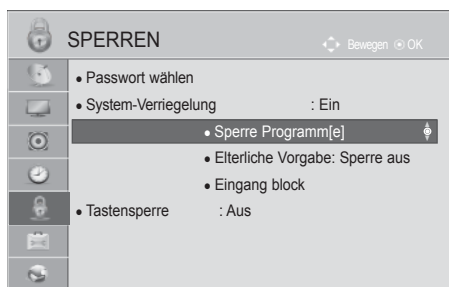 SPERREN
Bewegen OK
• Passwort wählen
• System-Verriegelung : Ein
• Sperre Programm[e]
• Elterliche Vorgabe: Sperre aus
• Eingang block
• Tastensperre : Aus